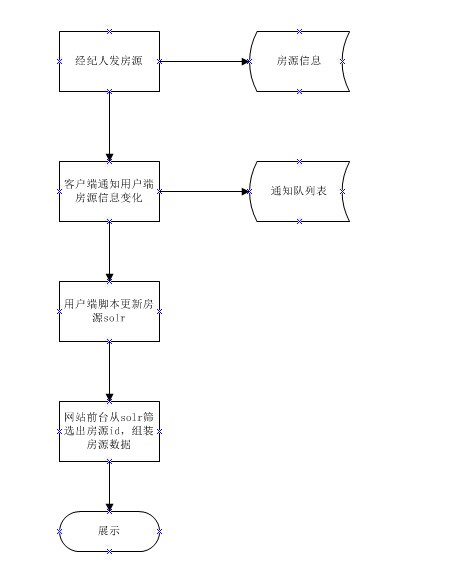 经纪人发房源
房源信息
客户端通知用户端
房源信息变化
通知队列表
用户端脚本更新房
源solr
网站前台从solr筛
选出房源id，组装
房源数据
展示